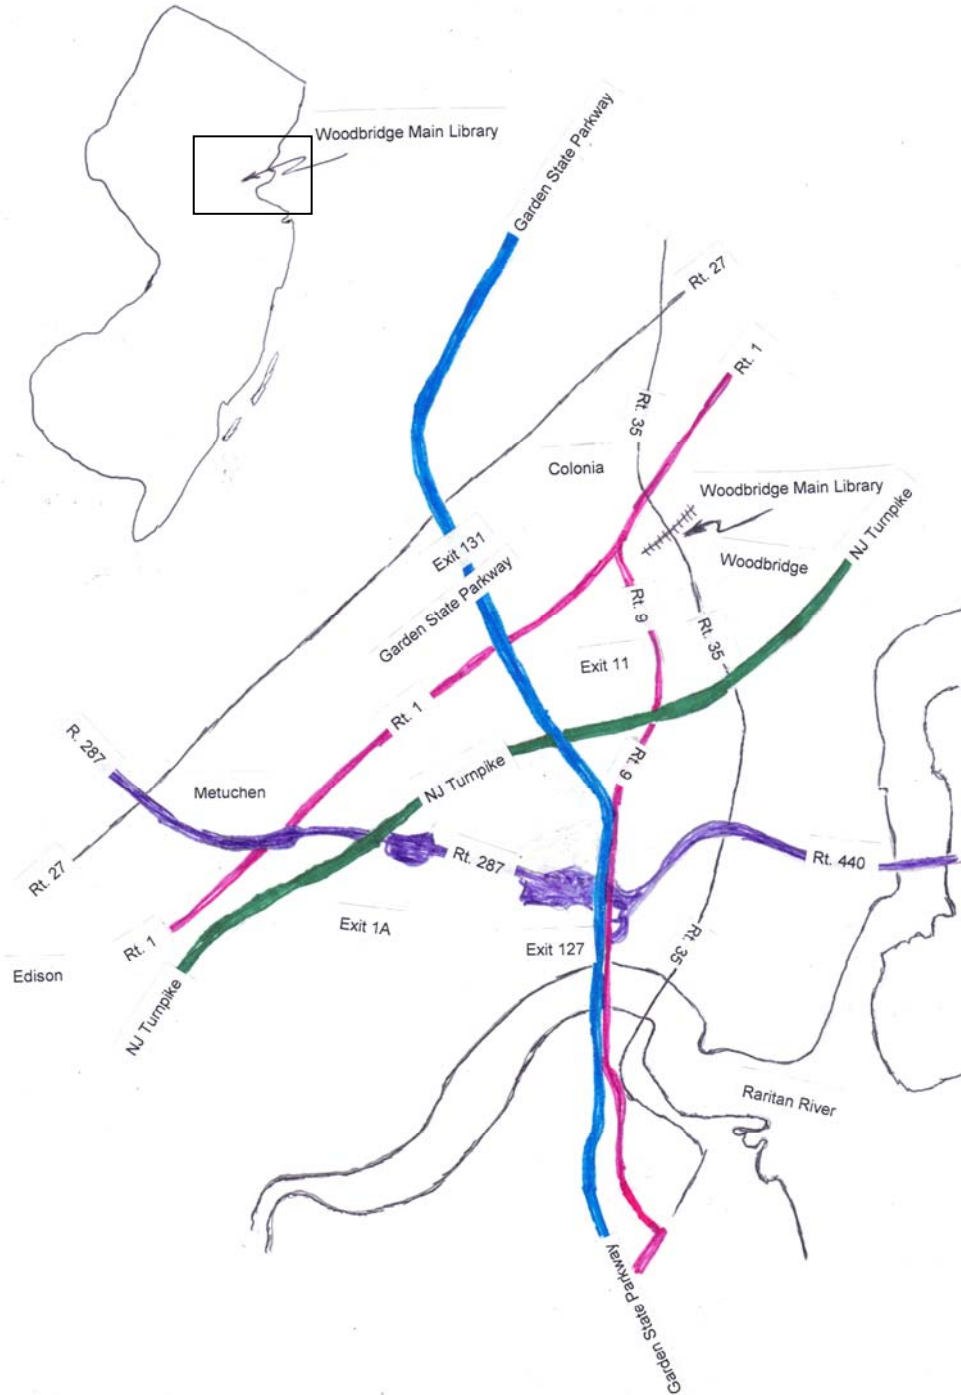 Woodbridge Main Library
Garden State Parkway
Rt. 27
Rt. 1
Rt. 35
Colonia
Woodbridge Main Library
NJ Turnpike
Exit 131
Woodbridge
Garden State Parkway
Rt. 9
Rt. 35
Exit 11
Rt. 1
R. 287
NJ Turnpike
Rt. 9
Metuchen
Rt. 287
Rt. 440
Rt. 27
Exit 1A
Rt. 1
Exit 127
Rt. 35
Edison
NJ Turnpike
Raritan River
Garden State Parkway